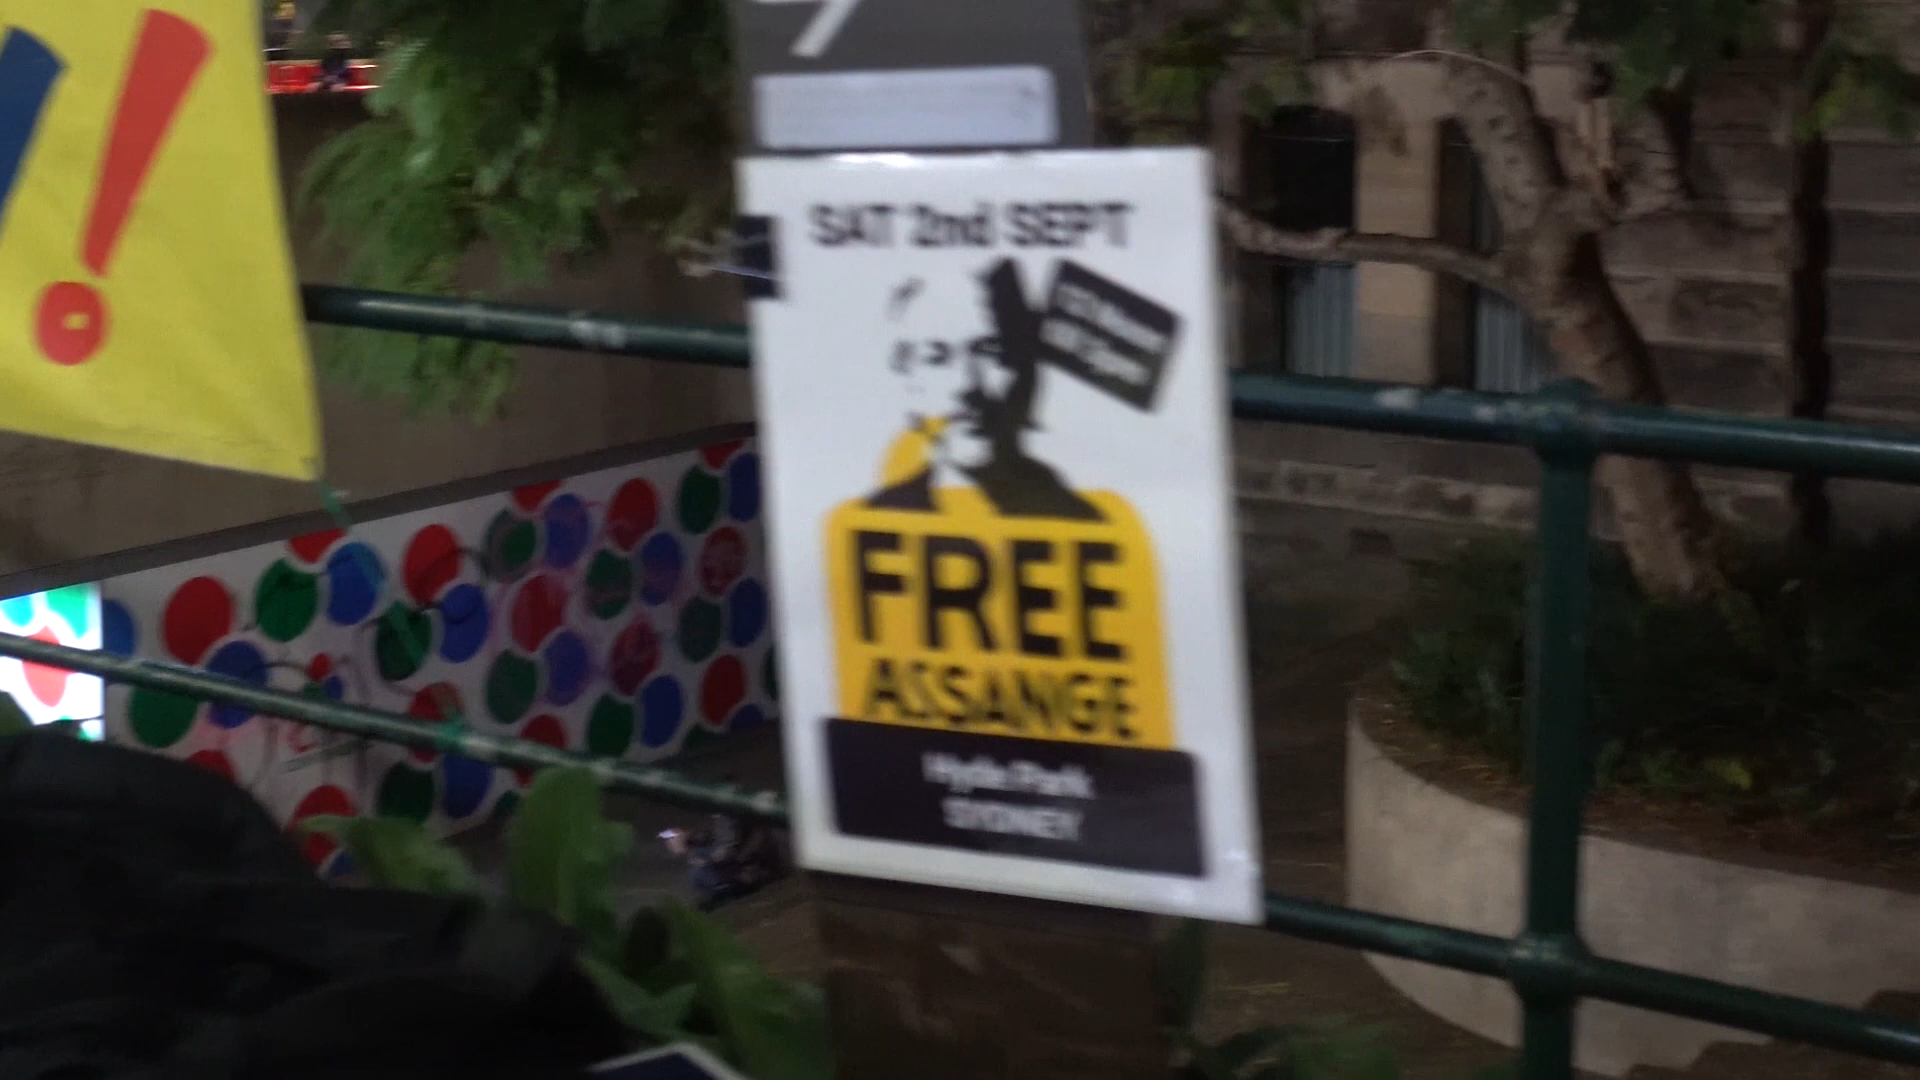 !
SAT 2nd SEPT
FREE
ASSANGE
Hyde Park
SYDNEY